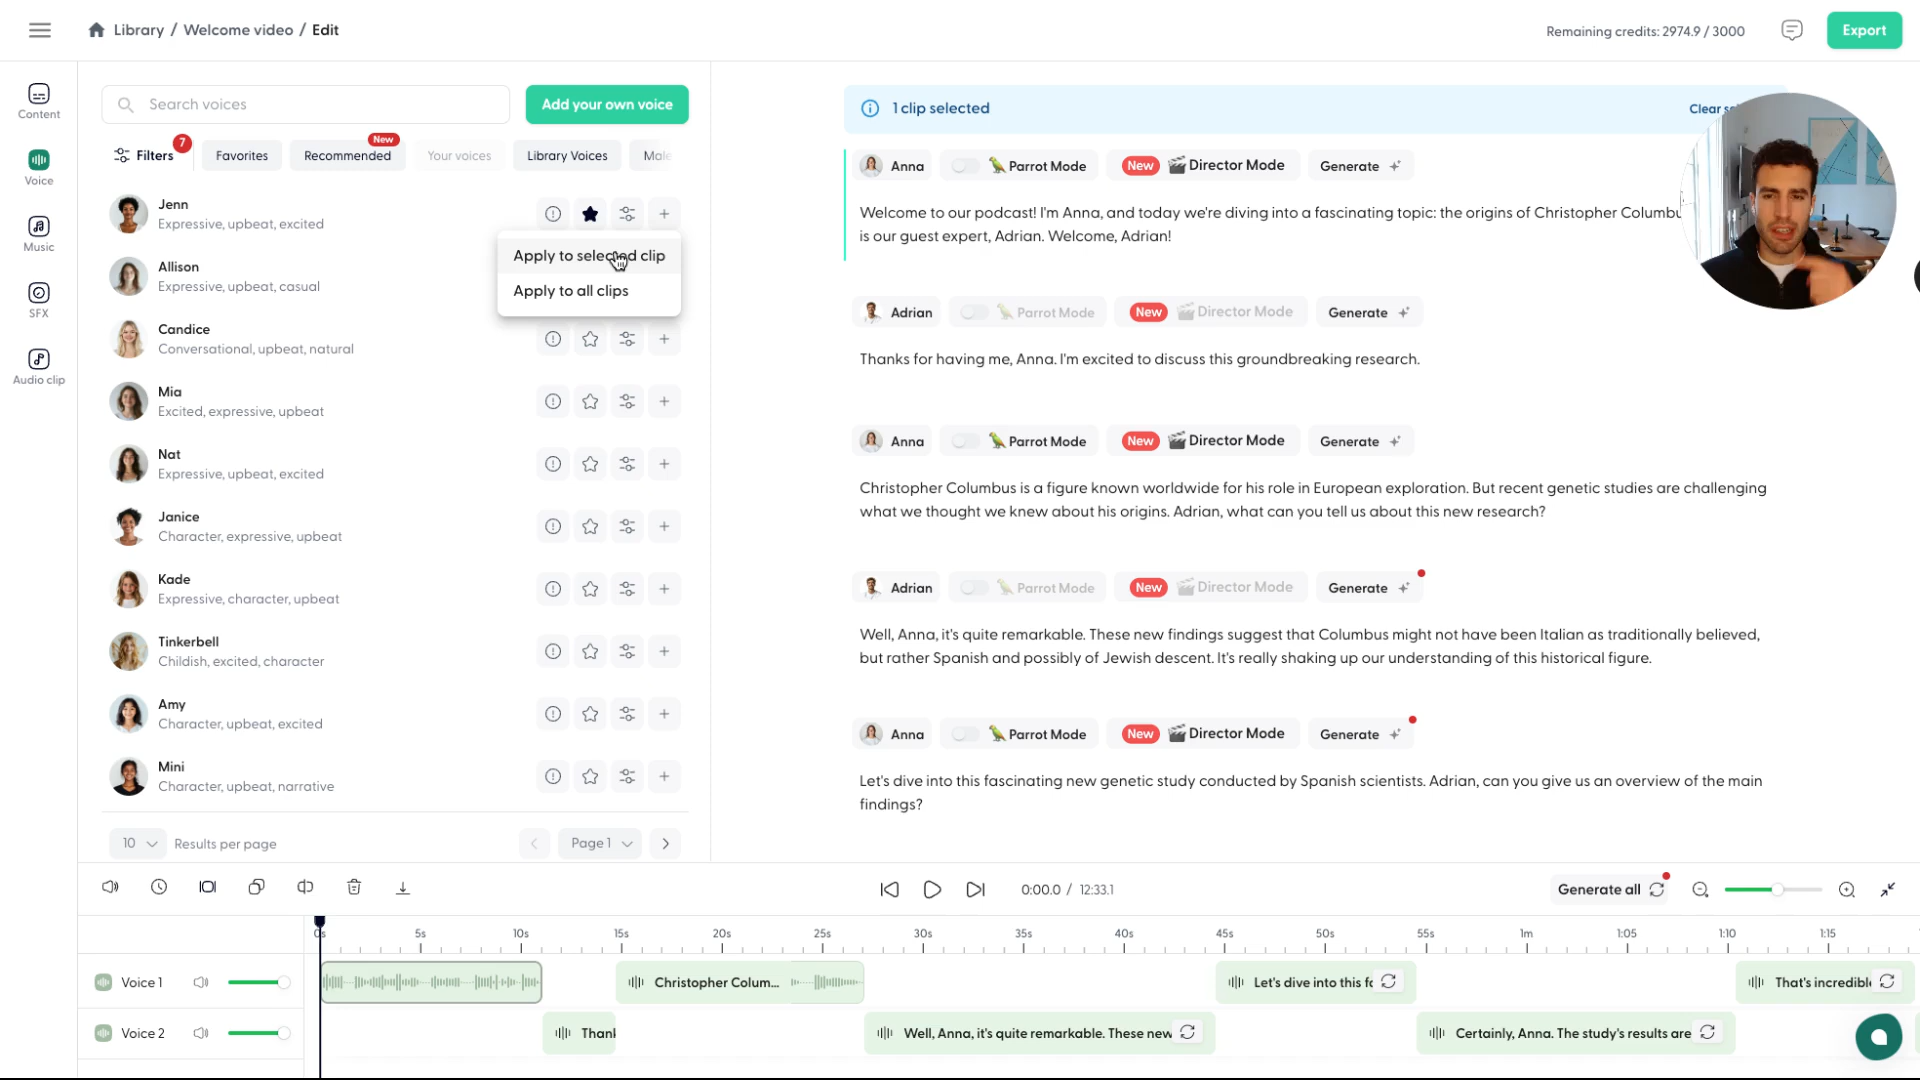 Library / Welcome video / Edit
Remaining credits: 2974.9 / 3000
Export
Content
Voice
Music
SFX
Audio clip
Search voices
Add your own voice
Filters
7
Favorites
Recommended
New
Your voices
Library Voices
Male
Jenn
Expressive, upbeat, excited
Apply to selected clip
Apply to all clips
Allison
Expressive, upbeat, casual
Candice
Conversational, upbeat, natural
Mia
Excited, expressive, upbeat
Nat
Expressive, upbeat, excited
Janice
Character, expressive, upbeat
Kade
Expressive, character, upbeat
Tinkerbell
Childish, excited, character
Amy
Character, upbeat, excited
Mini
Character, upbeat, narrative
10
Results per page
Page 1
1 clip selected
Clear
Anna Parrot Mode New Director Mode Generate
Welcome to our podcast! I'm Anna, and today we're diving into a fascinating topic: the origins of Christopher Columbu
is our guest expert, Adrian. Welcome, Adrian!
Adrian Parrot Mode New Director Mode Generate
Thanks for having me, Anna. I'm excited to discuss this groundbreaking research.
Anna Parrot Mode New Director Mode Generate
Christopher Columbus is a figure known worldwide for his role in European exploration. But recent genetic studies are challenging
what we thought we knew about his origins. Adrian, what can you tell us about this new research?
Adrian Parrot Mode New Director Mode Generate
Well, Anna, it's quite remarkable. These new findings suggest that Columbus might not have been Italian as traditionally believed,
but rather Spanish and possibly of Jewish descent. It's really shaking up our understanding of this historical figure.
Anna Parrot Mode New Director Mode Generate
Let's dive into this fascinating new genetic study conducted by Spanish scientists. Adrian, can you give us an overview of the main
findings?
0:00.0 / 12:33.1
Generate all
0s 5s 10s 15s 20s 25s 30s 35s 40s 45s 50s 55s 1m 1:05 1:10 1:15
Voice 1
Christopher Colum...
Let's dive into this fa
That's incredible
Voice 2
Thank
Well, Anna, it's quite remarkable. These new
Certainly, Anna. The study's results are